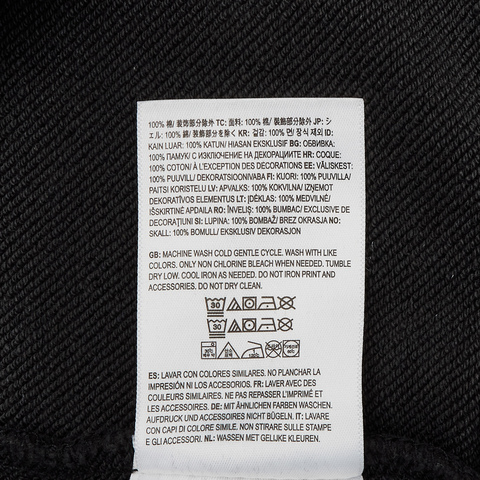 100% 棉/ 装饰部分除外 TC: 面料: 100% 棉/ 裝飾部分除外 JP: シ
ェル: 100% 綿/ 装飾部分を除く KR: 겉감: 100% 면/ 장식 제외 ID:
KAIN LUAR: 100% KATUN/ HIASAN EKSKLUSIF BG: ОБВИВКА:
100% ПАМУК/ С ИЗКЛЮЧЕНИЕ НА ДЕКОРАЦИИТЕ HR: COQUE:
100% COTON/ À L'EXCEPTION DES DÉCORATIONS EE: VÄLISKEST:
100% PUUVILL/ DEKORATSIOONIVABA FI: KUORI: 100% PUUVILLA/
PAITSI KORISTELU LV: APVALKS: 100% KOKVILNA/ IZŅEMOT
DEKORATĪVOS ELEMENTUS LT: ĮDĖKLAS: 100% MEDVILNĖ/
IŠSKIRTINĖ APDAILA RO: ÎNVELIȘ: 100% BUMBAC/ EXCLUSIV DE
DECORAȚIUNI SI: LUPINA: 100% BOMBAŽ/ BREZ OKRASJA NO:
SKALL: 100% BOMULL/ EKSKLUSIV DEKORASJON
GB: MACHINE WASH COLD GENTLE CYCLE. WASH WITH LIKE
COLORS. ONLY NON CHLORINE BLEACH WHEN NEEDED. TUMBLE
DRY LOW. COOL IRON AS NEEDED. DO NOT IRON PRINT AND
ACCESSORIES. DO NOT DRY CLEAN.
30
30
ES: LAVAR CON COLORES SIMILARES. NO PLANCHAR LA
IMPRESIÓN NI LOS ACCESORIOS. FR: LAVER AVEC DES
COULEURS SIMILAIRES. NE PAS REPASSER L'IMPRIMÉ ET
LES ACCESSOIRES. DE: MIT ÄHNLICHEN FARBEN WASCHEN.
AUFDRUCK UND ACCESSOIRES NICHT BÜGELN. IT: LAVARE
CON CAPI DI COLORE SIMILE. NON STIRARE SULLE STAMPE
E GLI ACCESSORI. NL: WASSEN MET GELIJKE KLEUREN.